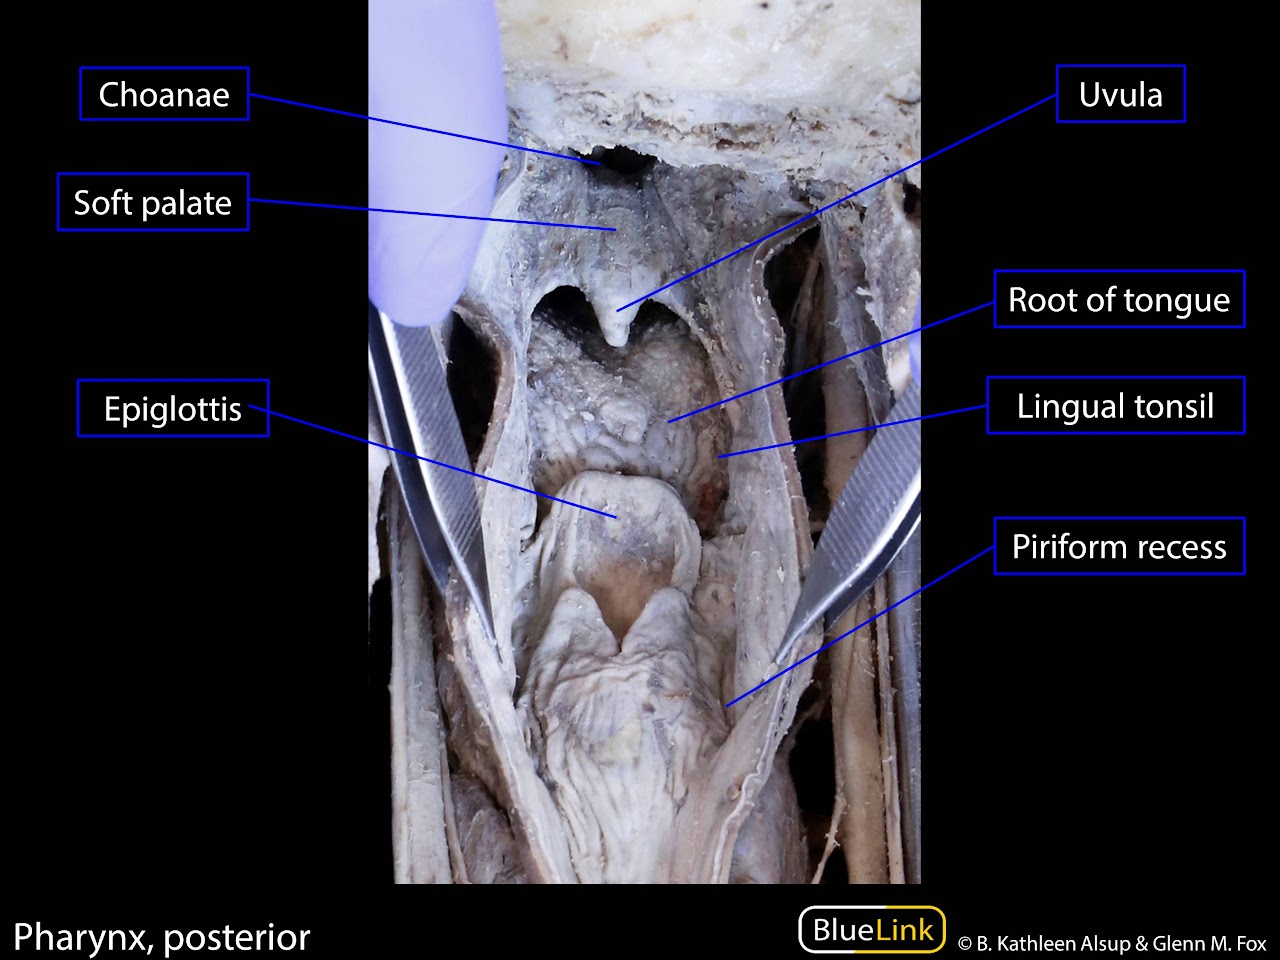 Choanae
Uvula
Soft palate
Root of tongue
Epiglottis
Lingual tonsil
Piriform recess
Pharynx, posterior
BlueLink
© B. Kathleen Alsup & Glenn M. Fox